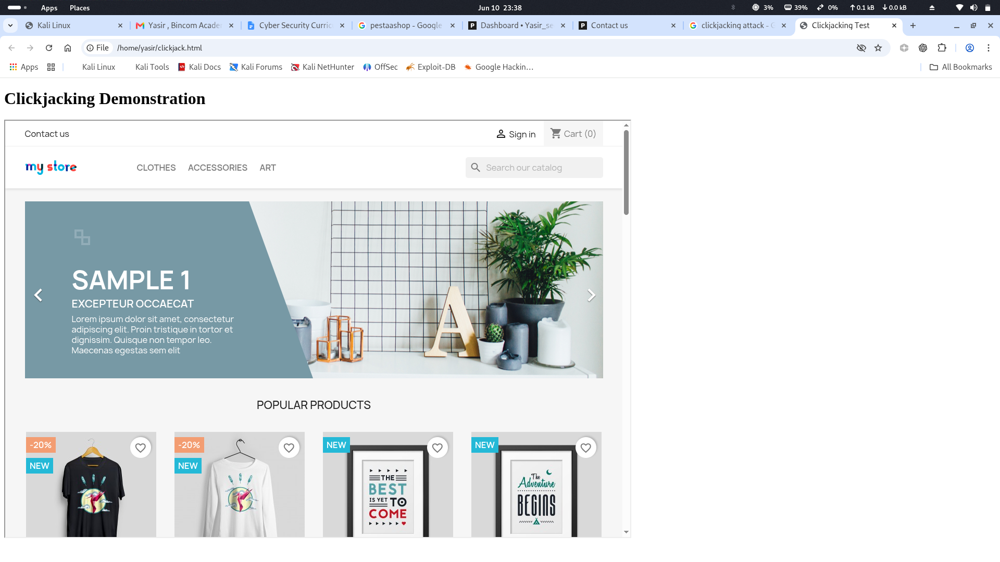 Apps Places Jun 10 23:38 3% 39% 0% 0.1 kB 0.0 kB
Kali Linux Yasir , Bincom Acade Cyber Security Curric pestaashop - Google Dashboard • Yasir_se Contact us clickjacking attack - G Clickjacking Test
File /home/yasir/clickjack.html
Apps Kali Linux Kali Tools Kali Docs Kali Forums Kali NetHunter OffSec Exploit-DB Google Hackin... All Bookmarks
Clickjacking Demonstration
Contact us Sign in Cart (0)
my store CLOTHES ACCESSORIES ART Search our catalog
SAMPLE 1
EXCEPTEUR OCCAECAT
Lorem ipsum dolor sit amet, consectetur
adipiscing elit. Proin tristique in tortor et
dignissim. Quisque non tempor leo.
Maecenas egestas sem elit
A
POPULAR PRODUCTS
-20% -20% NEW NEW
NEW NEW
THE
BEST
IS YET TO
COME
The
Adventure
BEGINS